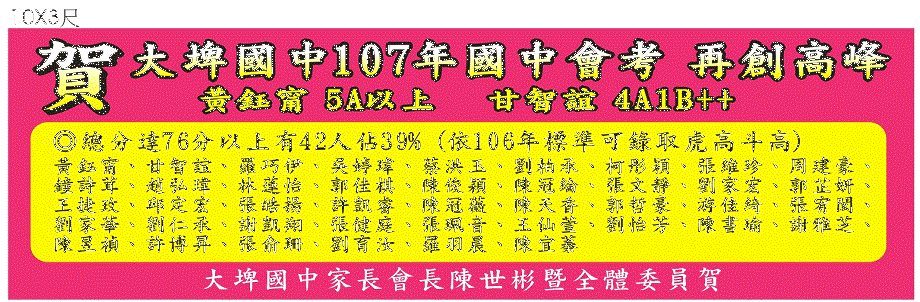 10X3尺
賀 大埤國中107年國中會考 再創高峰
黃鈺甯 5A以上 甘智誼 4A1B++
◎總分達76分以上有42人佔39% (依106年標準可錄取虎高斗高)
黃鈺甯、甘智誼、羅巧伊、吳婷瑋、蔡洪玉、劉柏承、柯彤穎、張維珍、周建豪、
鐘詩茸、趙弘瑋、林蓮怡、郭佳祺、陳俊穎、陳冠綸、張文靜、劉家宏、郭芷妍、
王捷玟、邱定宏、張皓揚、許凱睿、陳冠薇、陳天香、郭哲晏、游佳綺、張宥閎、
劉家華、劉仁承、謝凱翔、張健庭、張珮音、王仙萱、劉怡芳、陳書瑜、謝雅芝、
陳昱禎、許博昇、張俞珊、劉育汝、羅羽晨、陳宜蓁
大埤國中家長會長陳世彬暨全體委員賀